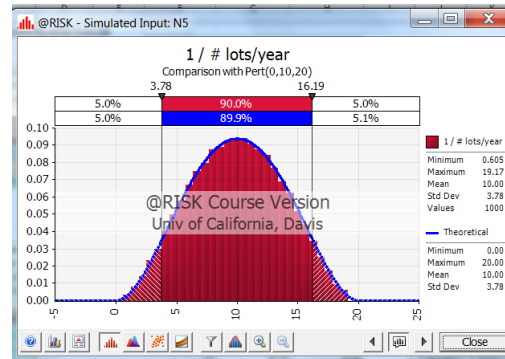 @RISK - Simulated Input: N5
1 / # lots/year
Comparison with Pert(0,10,20)
3.78 16.19
5.0% 90.0% 5.0%
5.0% 89.9% 5.1%
0.10
0.09
0.08
0.07
0.06
0.05
0.04
0.03
0.02
0.01
0.00
-5 0 5 10 15 20 25
@RISK Course Version
Univ of California, Davis
1 / # lots/year
Minimum 0.605
Maximum 19.17
Mean 10.00
Std Dev 3.78
Values 1000
Theoretical
Minimum 0.00
Maximum 20.00
Mean 10.00
Std Dev 3.78
Close